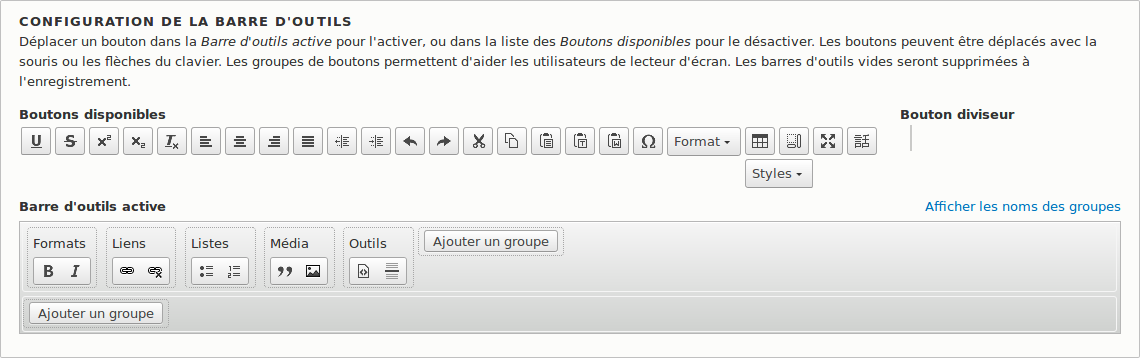 CONFIGURATION DE LA BARRE D'OUTILS
Déplacer un bouton dans la Barre d'outils active pour l'activer, ou dans la liste des Boutons disponibles pour le désactiver. Les boutons peuvent être déplacés avec la
souris ou les flèches du clavier. Les groupes de boutons permettent d'aider les utilisateurs de lecteur d'écran. Les barres d'outils vides seront supprimées à
l'enregistrement.
Boutons disponibles Bouton diviseur
U S x² x₂ Tx Ω Format
Styles
Barre d'outils active Afficher les noms des groupes
Formats Liens Listes Média Outils Ajouter un groupe
B I
Ajouter un groupe